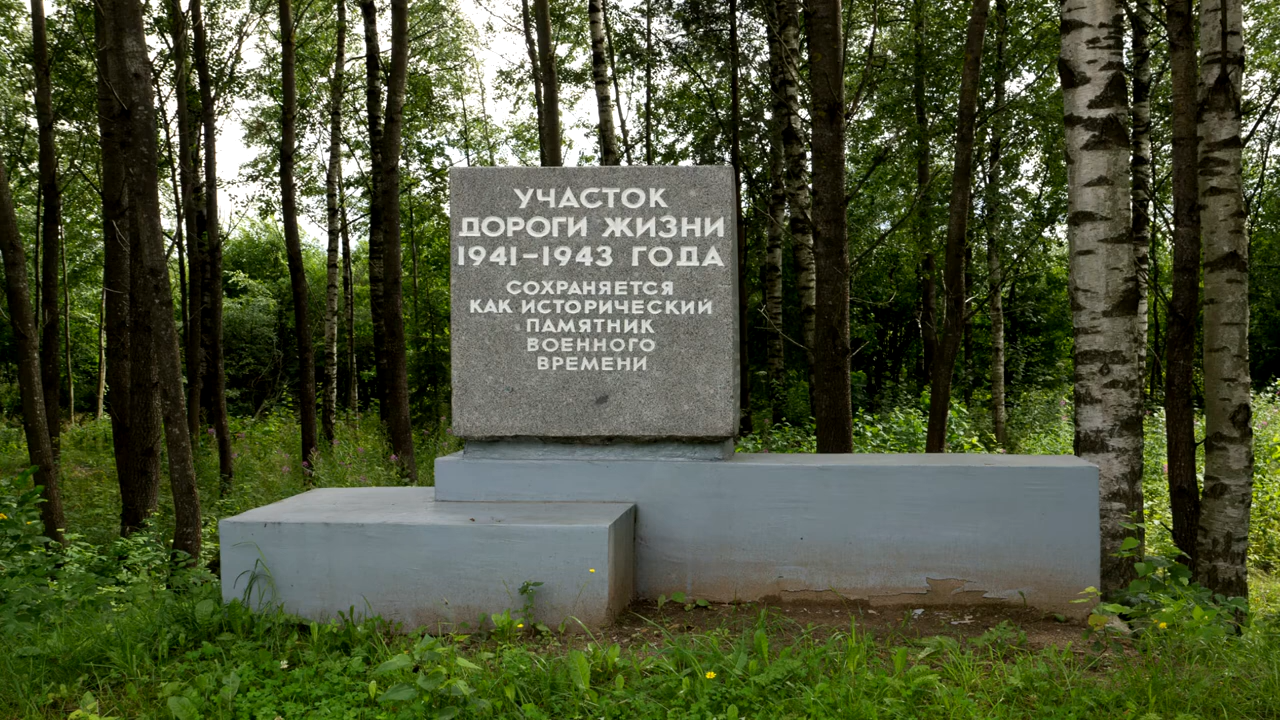 УЧАСТОК
ДОРОГИ ЖИЗНИ
1941–1943 ГОДА
СОХРАНЯЕТСЯ
КАК ИСТОРИЧЕСКИЙ
ПАМЯТНИК
ВОЕННОГО
ВРЕМЕНИ